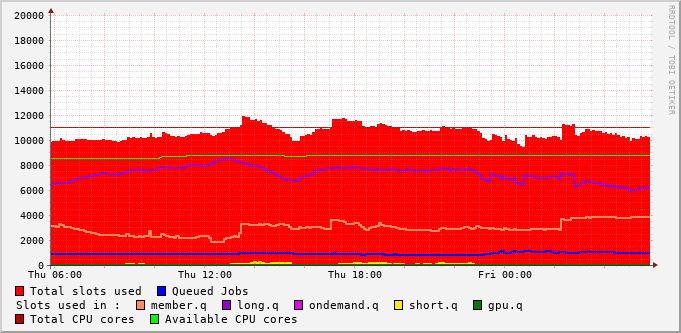 20000
18000
16000
14000
12000
10000
8000
6000
4000
2000
0
Thu 06:00 Thu 12:00 Thu 18:00 Fri 00:00
Total slots used Queued Jobs
Slots used in : member.q long.q ondemand.q short.q gpu.q
Total CPU cores Available CPU cores
RRDTOOL / TOBI OETIKER